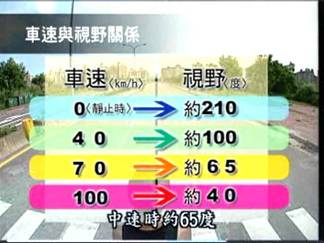 車速與視野關係
車速〈km/h〉 視野〈度〉
0〈靜止時〉 約210
40 約100
70 約65
100 約40
中速時約65度